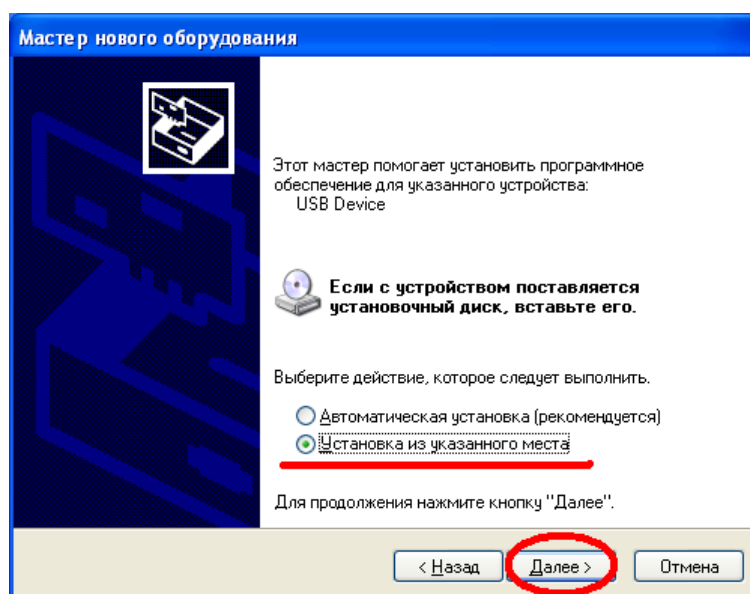 Мастер нового оборудования
Этот мастер помогает установить программное
обеспечение для указанного устройства:
USB Device
Если с устройством поставляется
установочный диск, вставьте его.
Выберите действие, которое следует выполнить.
Автоматическая установка (рекомендуется)
Установка из указанного места
Для продолжения нажмите кнопку "Далее".
< Назад Далее > Отмена